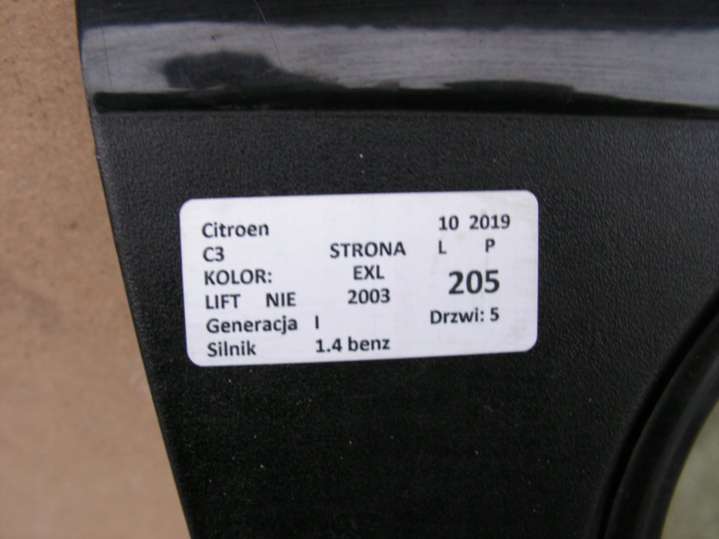 Citroen 10 2019
C3 STRONA L P
KOLOR: EXL 205
LIFT NIE 2003
Generacja I Drzwi: 5
Silnik 1.4 benz